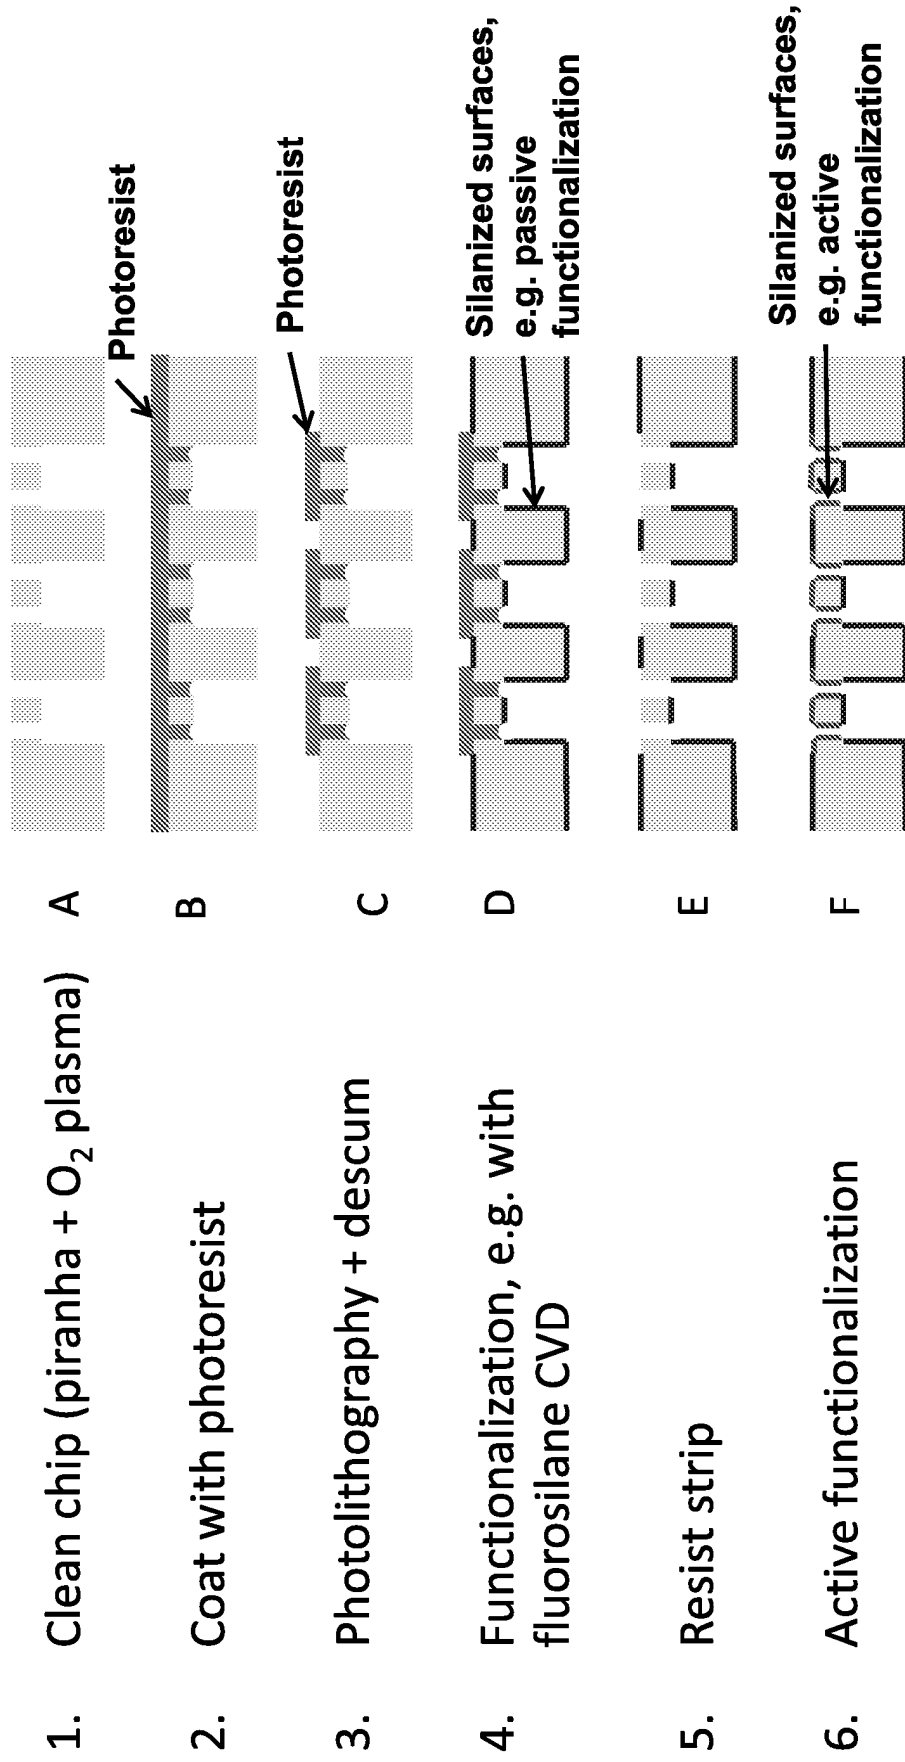 1. Clean chip (piranha + O₂ plasma)
A
2. Coat with photoresist
B
Photoresist
3. Photolithography + descum
C
Photoresist
4. Functionalization, e.g. with
fluorosilane CVD
D
Silanized surfaces,
e.g. passive
functionalization
5. Resist strip
E
6. Active functionalization
F
Silanized surfaces,
e.g. active
functionalization